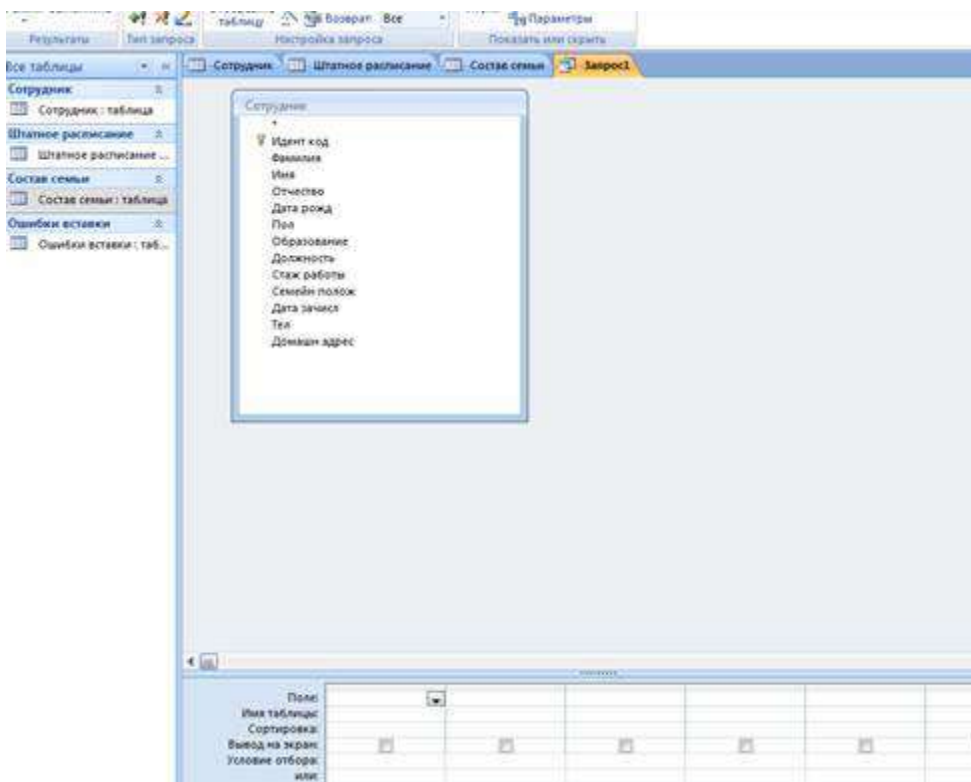 таблицу Возврат: Все
Параметры
Результаты Тип запроса Настройка запроса Показать или скрыть
Все таблицы
Сотрудник Штатное расписание Состав семьи Запрос1
Сотрудник
Сотрудник : таблица
Штатное расписание
Штатное расписание ...
Состав семьи
Состав семьи : таблица
Ошибки вставки
Ошибки вставки : таб...
Сотрудник
*
Идент код
Фамилия
Имя
Отчество
Дата рожд
Пол
Образование
Должность
Стаж работы
Семейн полож
Дата зачисл
Тел
Домашн адрес
Поле:
Имя таблицы:
Сортировка:
Вывод на экран:
Условие отбора:
или: